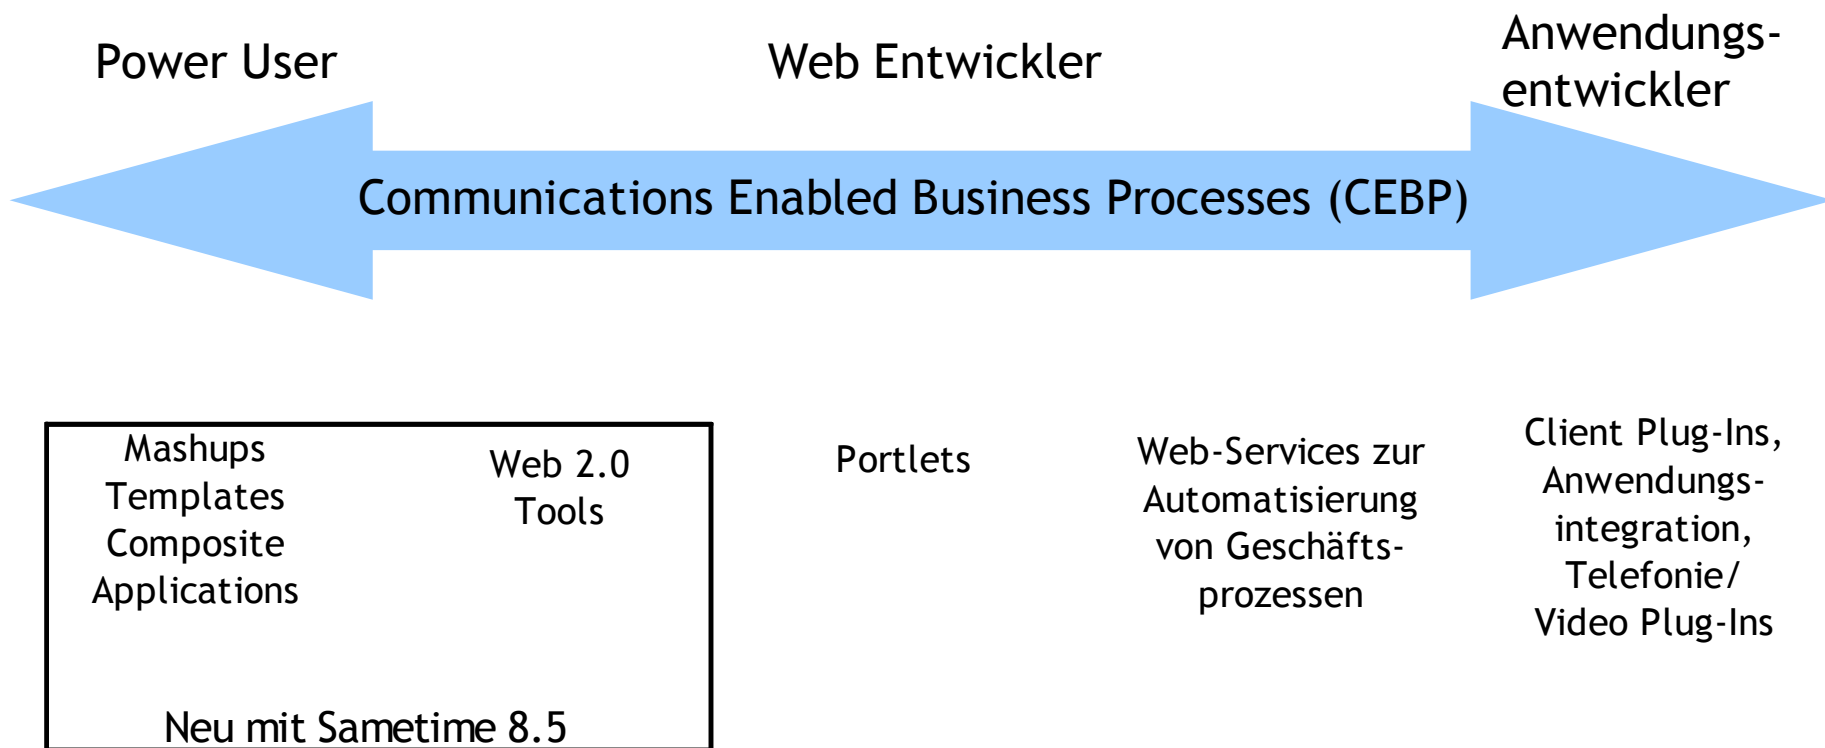 Power User
Web Entwickler
Anwendungs-
entwickler
Communications Enabled Business Processes (CEBP)
Mashups
Templates
Composite
Applications
Web 2.0
Tools
Neu mit Sametime 8.5
Portlets
Web-Services zur
Automatisierung
von Geschäfts-
prozessen
Client Plug-Ins,
Anwendungs-
integration,
Telefonie/
Video Plug-Ins